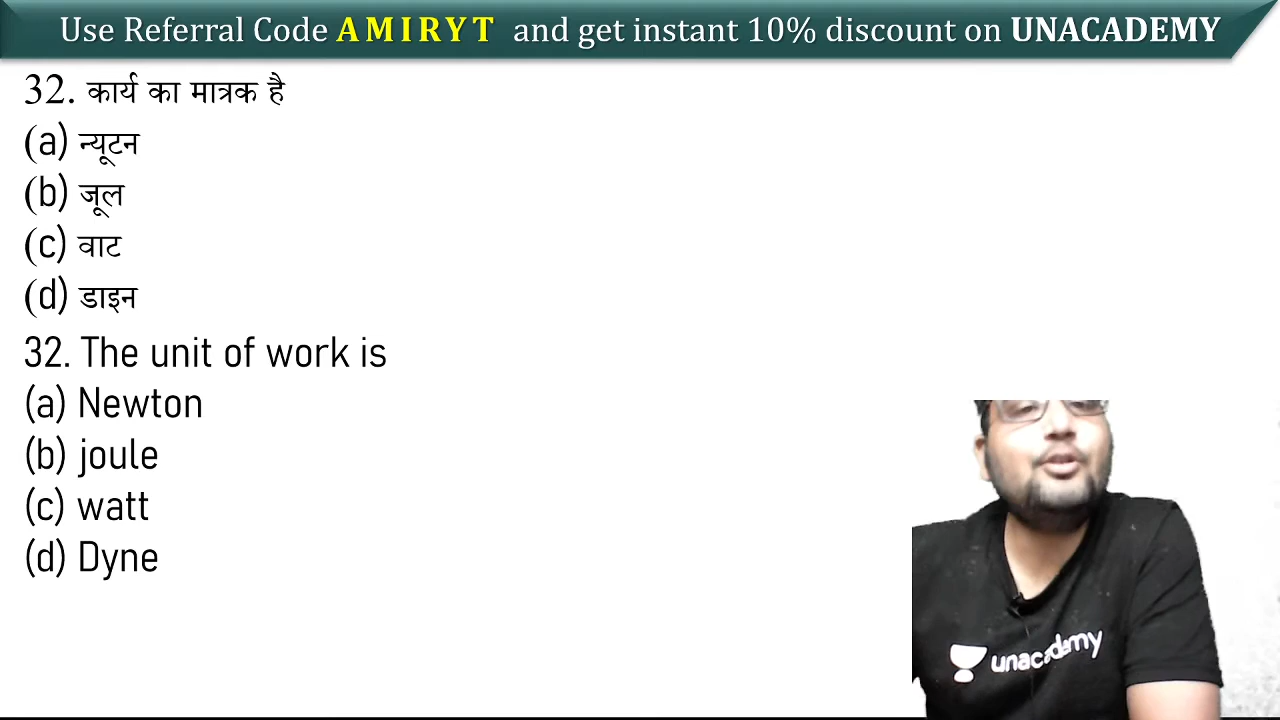 Use Referral Code AMIRYT and get instant 10% discount on UNACADEMY
32. कार्य का मात्रक है
(a) न्यूटन
(b) जूल
(c) वाट
(d) डाइन
32. The unit of work is
(a) Newton
(b) joule
(c) watt
(d) Dyne
unacademy